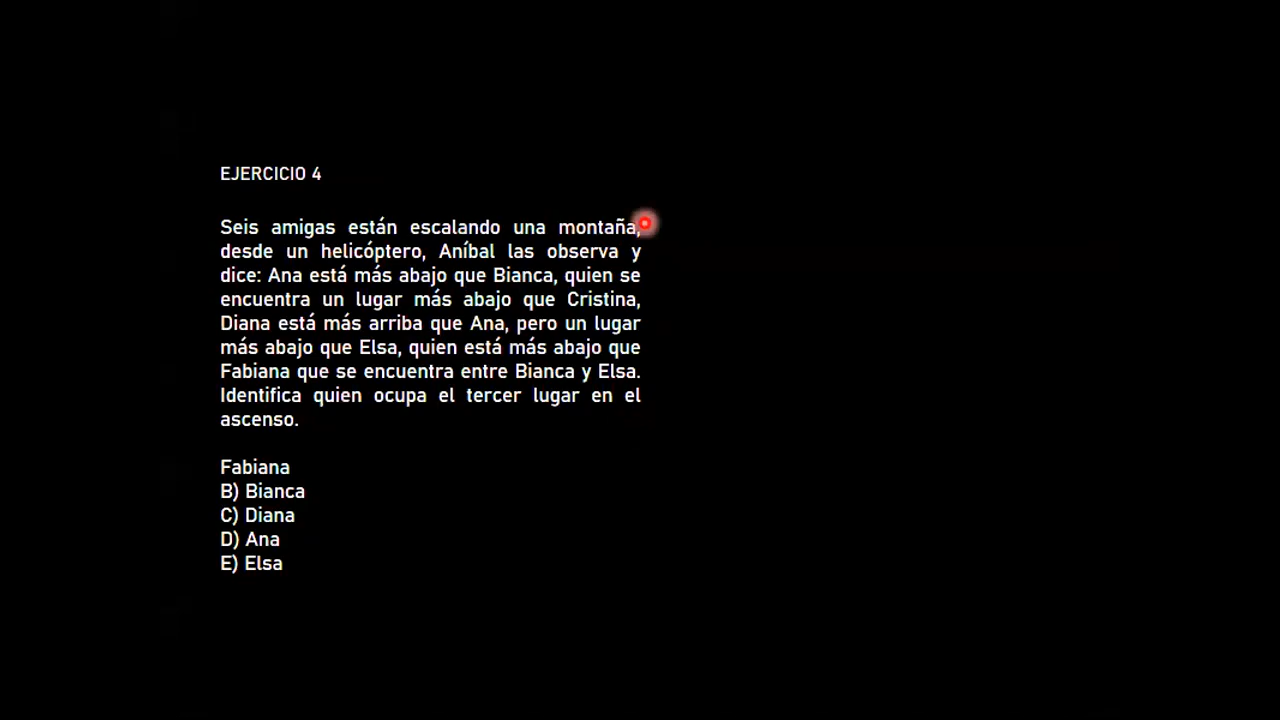 EJERCICIO 4
Seis amigas están escalando una montaña,
desde un helicóptero, Aníbal las observa y
dice: Ana está más abajo que Bianca, quien se
encuentra un lugar más abajo que Cristina,
Diana está más arriba que Ana, pero un lugar
más abajo que Elsa, quien está más abajo que
Fabiana que se encuentra entre Bianca y Elsa.
Identifica quien ocupa el tercer lugar en el
ascenso.
Fabiana
B) Bianca
C) Diana
D) Ana
E) Elsa